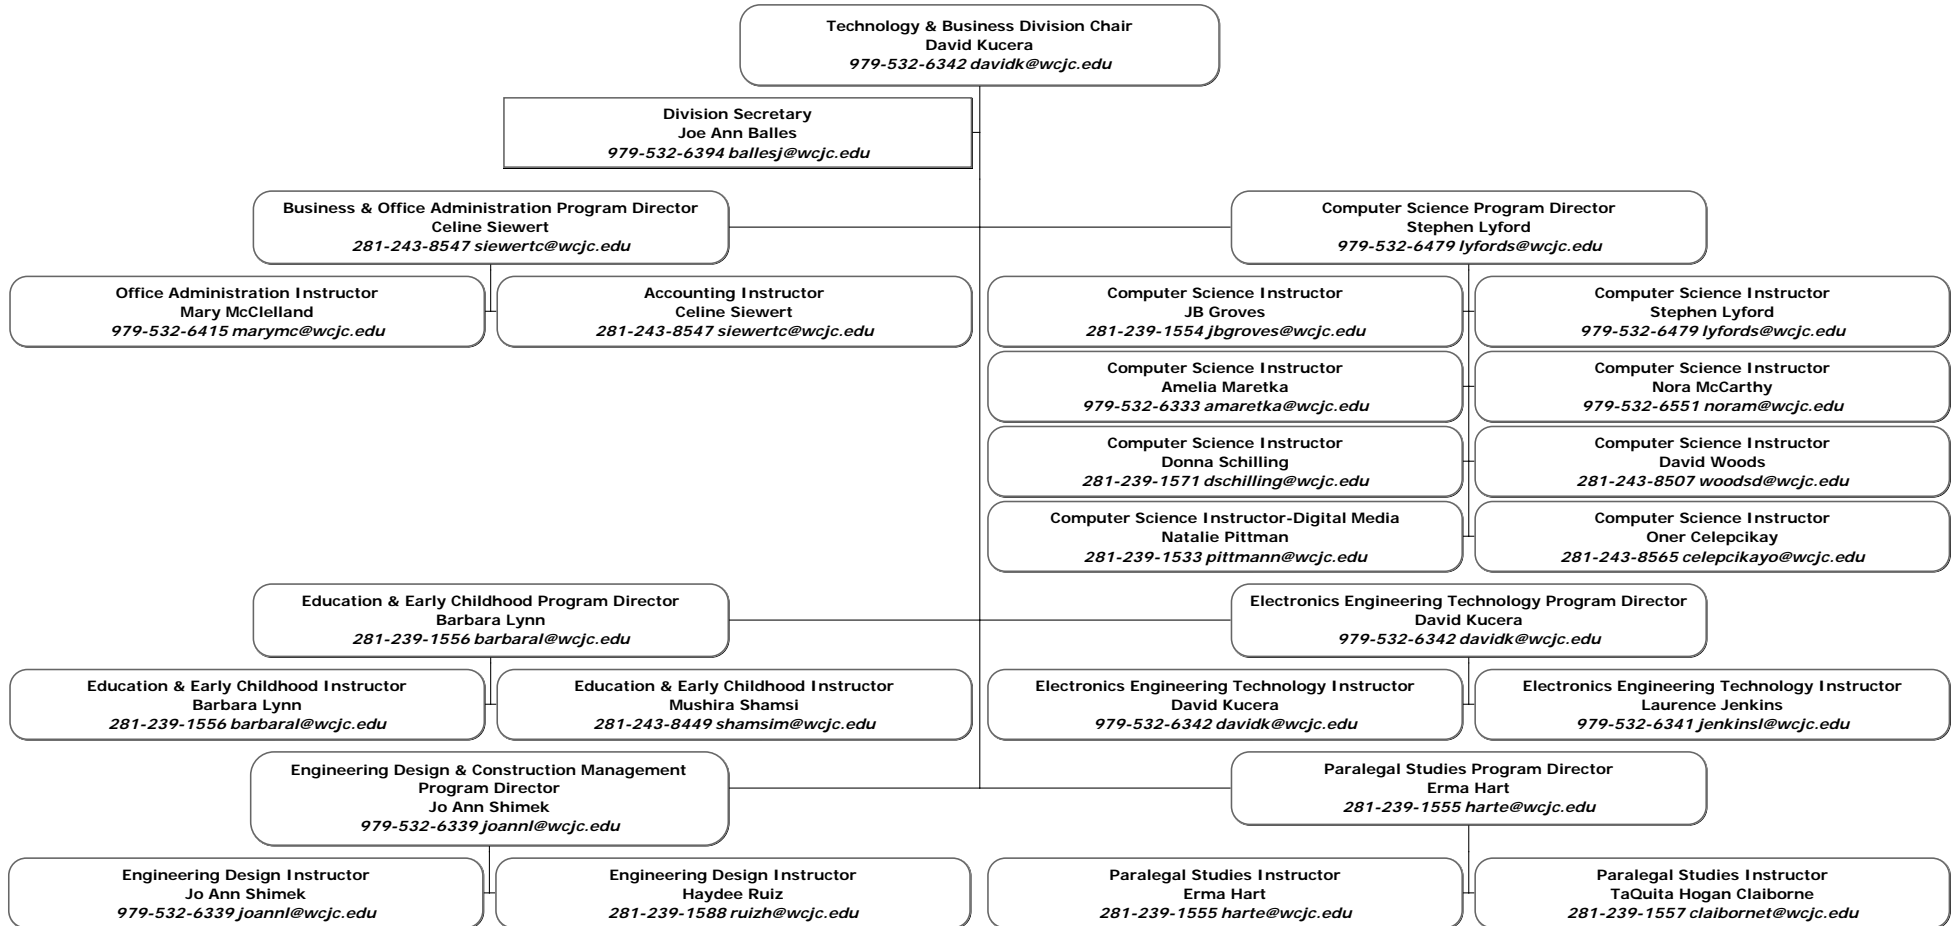 Technology & Business Division Chair
David Kucera
979-532-6342 davidk@wcjc.edu
Division Secretary
Joe Ann Balles
979-532-6394 ballesj@wcjc.edu
Business & Office Administration Program Director
Celine Siewert
281-243-8547 siewertc@wcjc.edu
Computer Science Program Director
Stephen Lyford
979-532-6479 lyfords@wcjc.edu
Office Administration Instructor
Mary McClelland
979-532-6415 marymc@wcjc.edu
Accounting Instructor
Celine Siewert
281-243-8547 siewertc@wcjc.edu
Computer Science Instructor
JB Groves
281-239-1554 jbgroves@wcjc.edu
Computer Science Instructor
Stephen Lyford
979-532-6479 lyfords@wcjc.edu
Computer Science Instructor
Amelia Maretka
979-532-6333 amaretka@wcjc.edu
Computer Science Instructor
Nora McCarthy
979-532-6551 noram@wcjc.edu
Computer Science Instructor
Donna Schilling
281-239-1571 dschilling@wcjc.edu
Computer Science Instructor
David Woods
281-243-8507 woodsd@wcjc.edu
Computer Science Instructor-Digital Media
Natalie Pittman
281-239-1533 pittmann@wcjc.edu
Computer Science Instructor
Oner Celepcikay
281-243-8565 celepcikayo@wcjc.edu
Education & Early Childhood Program Director
Barbara Lynn
281-239-1556 barbaral@wcjc.edu
Electronics Engineering Technology Program Director
David Kucera
979-532-6342 davidk@wcjc.edu
Education & Early Childhood Instructor
Barbara Lynn
281-239-1556 barbaral@wcjc.edu
Education & Early Childhood Instructor
Mushira Shamsi
281-243-8449 shamsim@wcjc.edu
Electronics Engineering Technology Instructor
David Kucera
979-532-6342 davidk@wcjc.edu
Electronics Engineering Technology Instructor
Laurence Jenkins
979-532-6341 jenkinsl@wcjc.edu
Engineering Design & Construction Management
Program Director
Jo Ann Shimek
979-532-6339 joannl@wcjc.edu
Paralegal Studies Program Director
Erma Hart
281-239-1555 harte@wcjc.edu
Engineering Design Instructor
Jo Ann Shimek
979-532-6339 joannl@wcjc.edu
Engineering Design Instructor
Haydee Ruiz
281-239-1588 ruizh@wcjc.edu
Paralegal Studies Instructor
Erma Hart
281-239-1555 harte@wcjc.edu
Paralegal Studies Instructor
TaQuita Hogan Claiborne
281-239-1557 claibornet@wcjc.edu